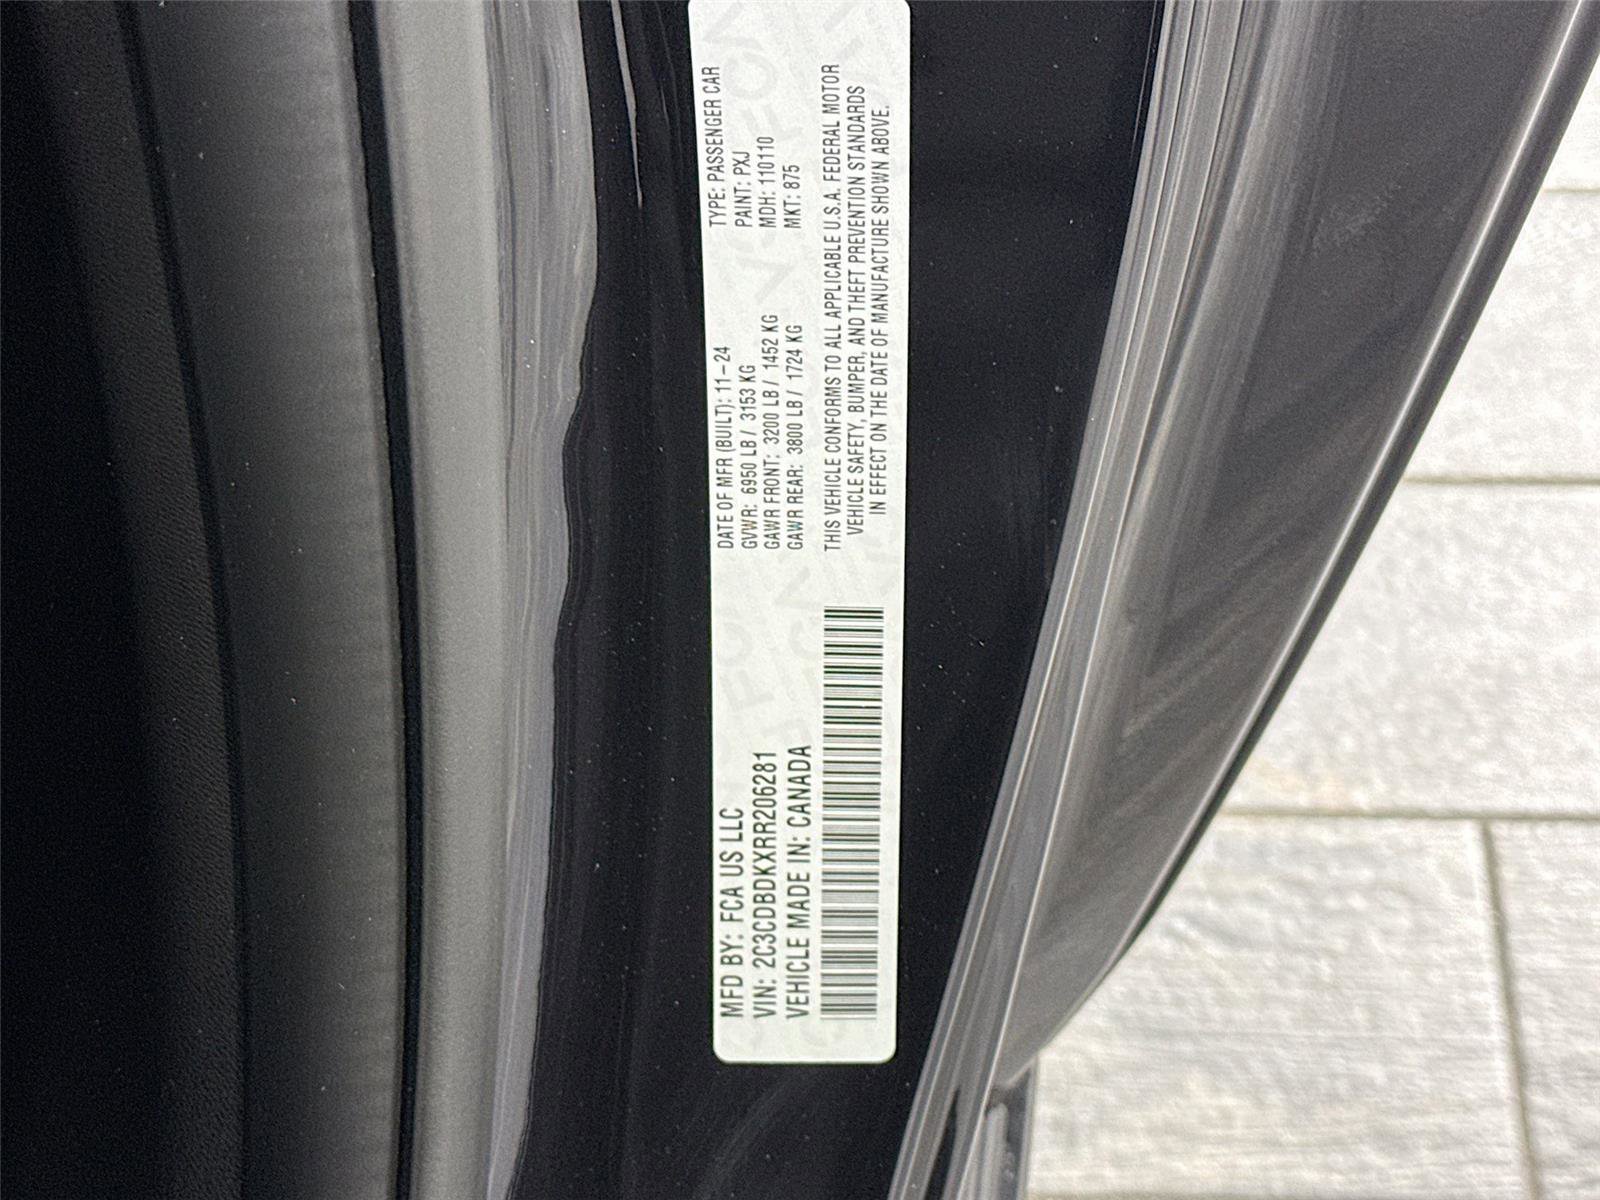 MFD BY: FCA US LLC
VIN: 2C3CDBDKXRR206281
VEHICLE MADE IN: CANADA
DATE OF MFR (BUILT): 11-24
GVWR: 6950 LB / 3153 KG
GAWR FRONT: 3200 LB / 1452 KG
GAWR REAR: 3800 LB / 1724 KG
TYPE: PASSENGER CAR
PAINT: PXJ
MDH: 110110
MKT: 875
THIS VEHICLE CONFORMS TO ALL APPLICABLE U.S.A. FEDERAL MOTOR
VEHICLE SAFETY, BUMPER, AND THEFT PREVENTION STANDARDS
IN EFFECT ON THE DATE OF MANUFACTURE SHOWN ABOVE.